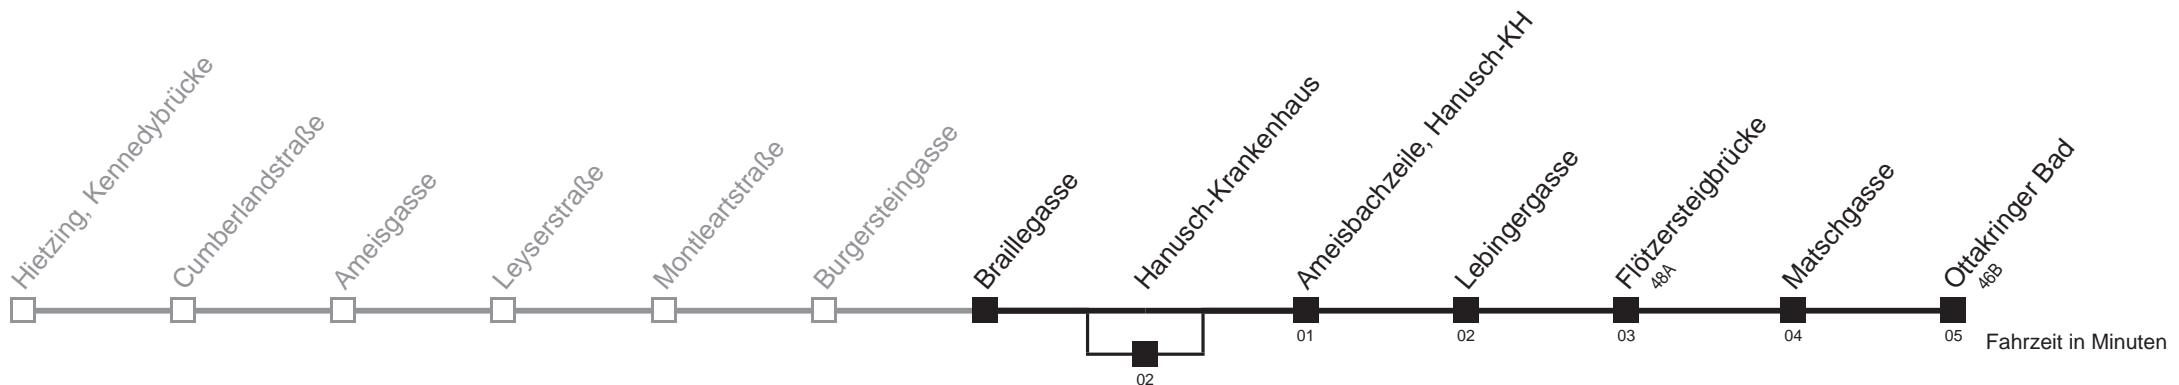 Hietzing, Kennedybrücke
Cumberlandstraße
Ameisgasse
Leyserstraße
Montleartstraße
Burgersteingasse
Braillegasse
Hanusch-Krankenhaus
Ameisbachzeile, Hanusch-KH
Lebingergasse
Flötzersteigbrücke
48A
Matschgasse
Ottakringer Bad
46B
01
02
03
04
05
Fahrzeit in Minuten
02